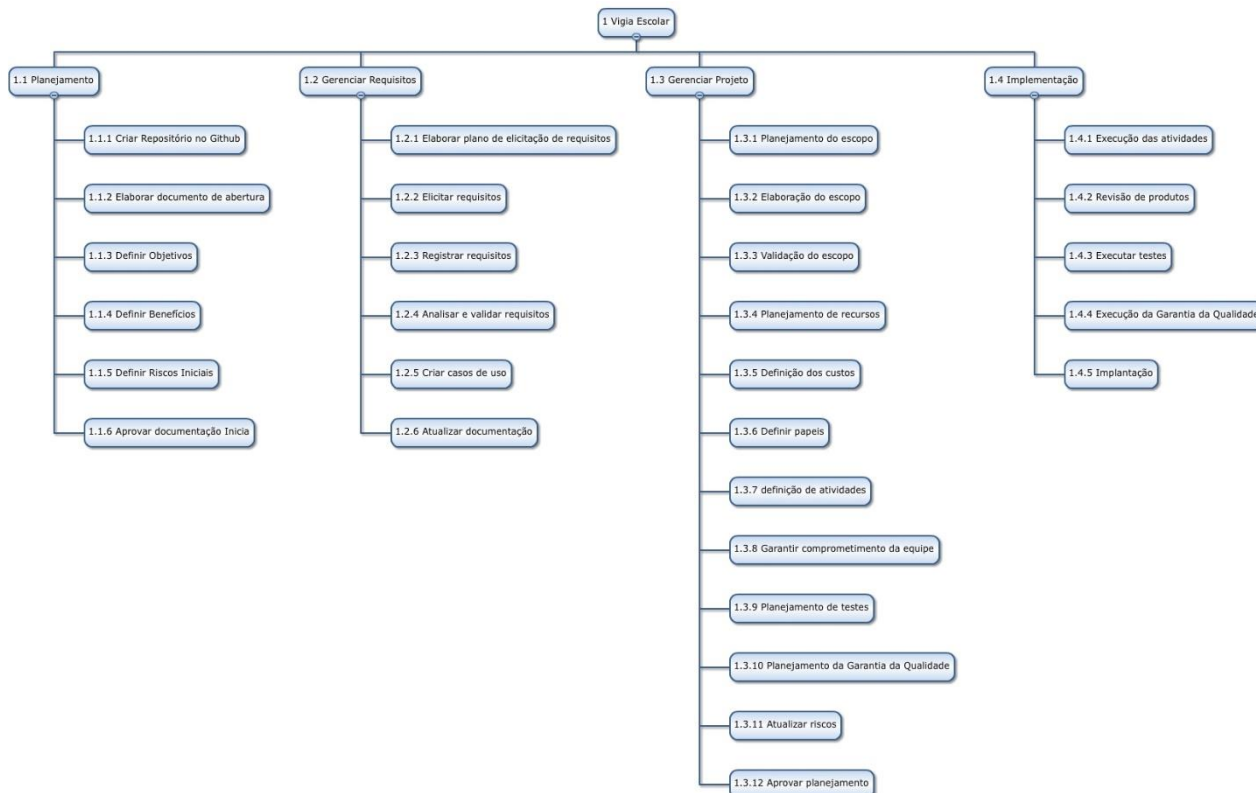 1 Vigia Escolar
1.1 Planejamento
1.1.1 Criar Repositório no Github
1.1.2 Elaborar documento de abertura
1.1.3 Definir Objetivos
1.1.4 Definir Benefícios
1.1.5 Definir Riscos Iniciais
1.1.6 Aprovar documentação Inicia
1.2 Gerenciar Requisitos
1.2.1 Elaborar plano de elicitação de requisitos
1.2.2 Elicitar requisitos
1.2.3 Registrar requisitos
1.2.4 Analisar e validar requisitos
1.2.5 Criar casos de uso
1.2.6 Atualizar documentação
1.3 Gerenciar Projeto
1.3.1 Planejamento do escopo
1.3.2 Elaboração do escopo
1.3.3 Validação do escopo
1.3.4 Planejamento de recursos
1.3.5 Definição dos custos
1.3.6 Definir papeis
1.3.7 definição de atividades
1.3.8 Garantir comprometimento da equipe
1.3.9 Planejamento de testes
1.3.10 Planejamento da Garantia da Qualidade
1.3.11 Atualizar riscos
1.3.12 Aprovar planejamento
1.4 Implementação
1.4.1 Execução das atividades
1.4.2 Revisão de produtos
1.4.3 Executar testes
1.4.4 Execução da Garantia da Qualidade
1.4.5 Implantação